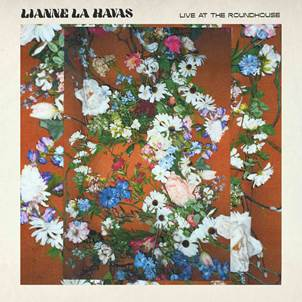 LIANNE LA HAVAS
LIVE AT THE ROUNDHOUSE